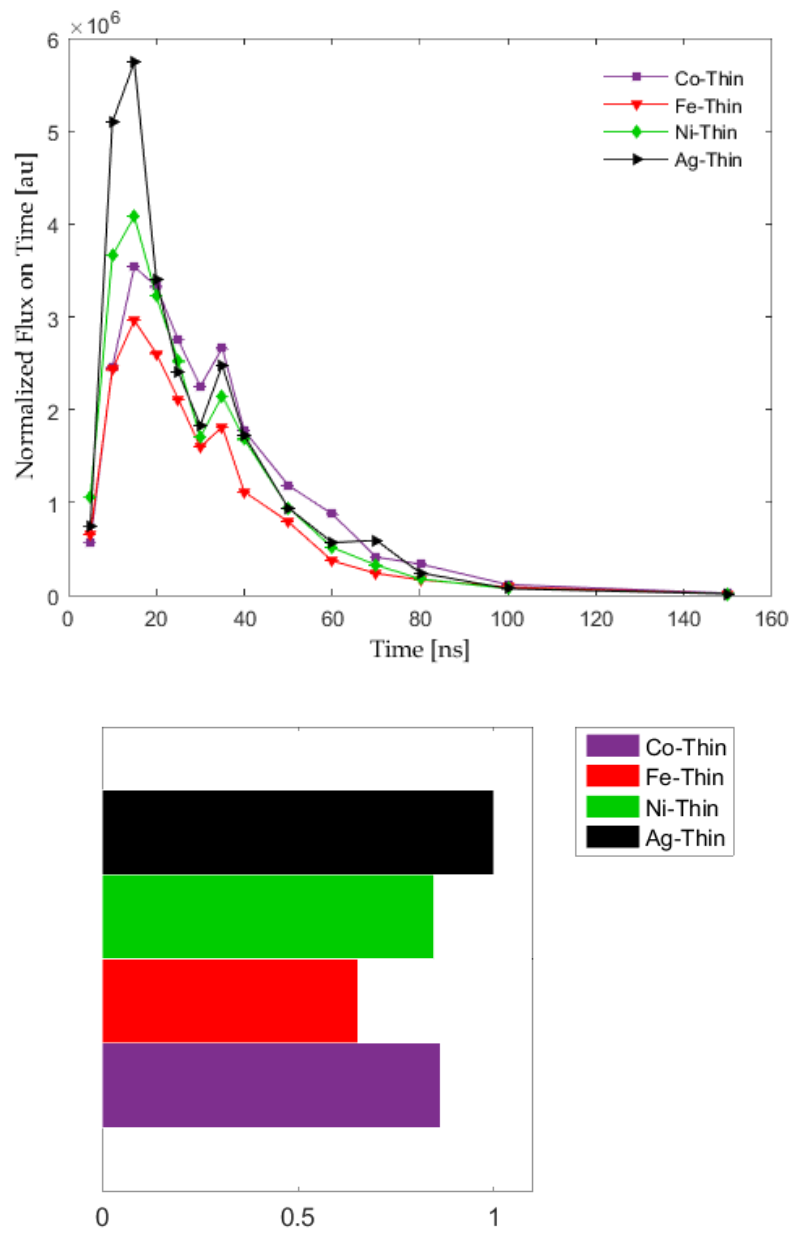 ×10⁶
6
5
4
3
2
1
0
Normalized Flux on Time [au]
0 20 40 60 80 100 120 140 160
Time [ns]
Co-Thin
Fe-Thin
Ni-Thin
Ag-Thin
Co-Thin
Fe-Thin
Ni-Thin
Ag-Thin
0 0.5 1